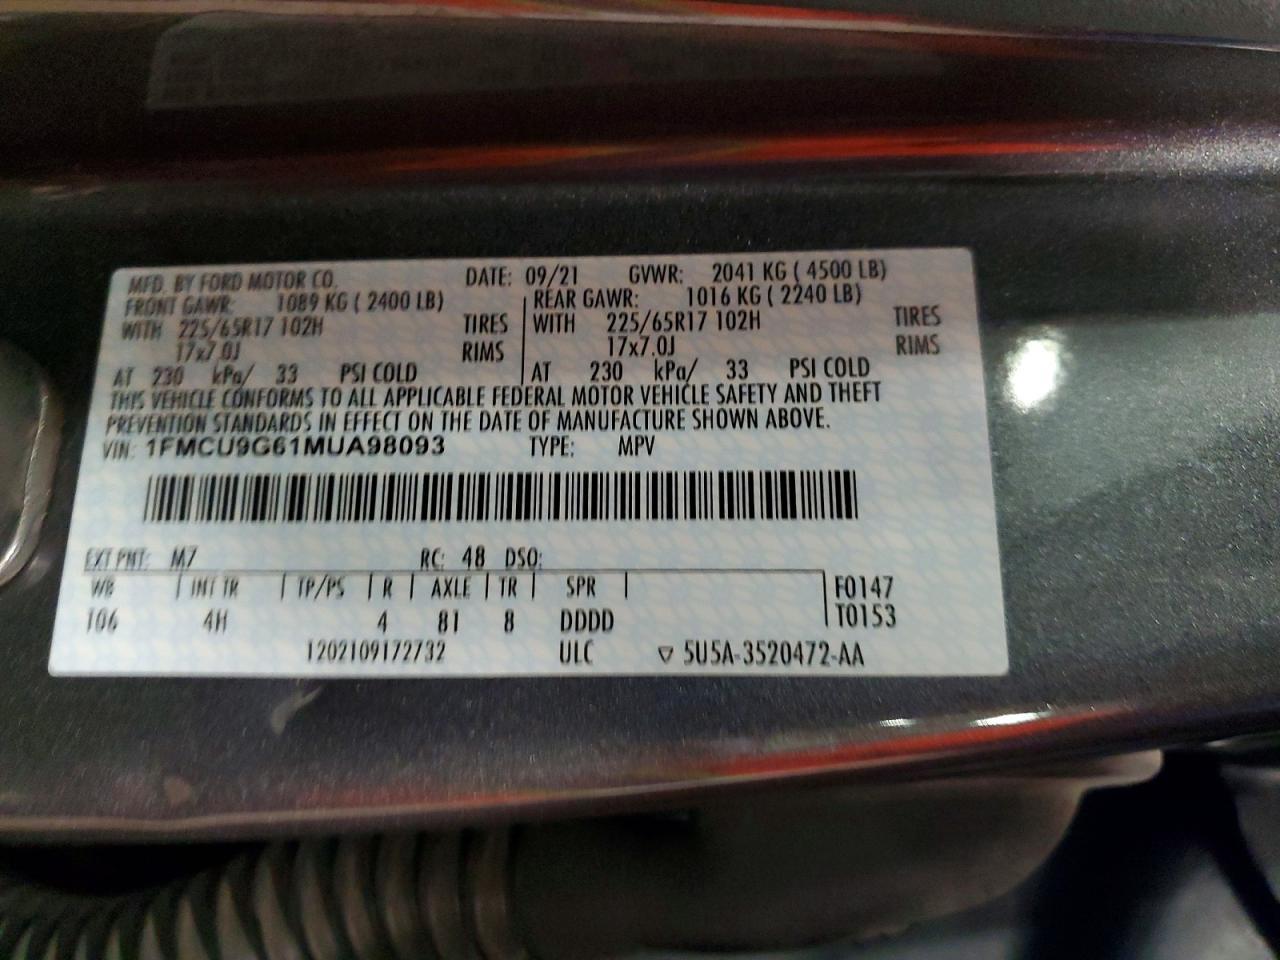 MFD. BY FORD MOTOR CO. DATE: 09/21 GVWR: 2041 KG ( 4500 LB)
FRONT GAWR: 1089 KG ( 2400 LB) REAR GAWR: 1016 KG ( 2240 LB)
WITH 225/65R17 102H TIRES WITH 225/65R17 102H TIRES
17x7.0J RIMS 17x7.0J RIMS
AT 230 kPa/ 33 PSI COLD AT 230 kPa/ 33 PSI COLD
THIS VEHICLE CONFORMS TO ALL APPLICABLE FEDERAL MOTOR VEHICLE SAFETY AND THEFT
PREVENTION STANDARDS IN EFFECT ON THE DATE OF MANUFACTURE SHOWN ABOVE.
VIN: 1FMCU9G61MUA98093 TYPE: MPV
EXT PNT: M7 RC: 48 DSO:
WB INT TR TP/PS R AXLE TR SPR F0147
106 4H 4 81 8 DDDD T0153
1202109172732 ULC ▽ 5U5A-3520472-AA